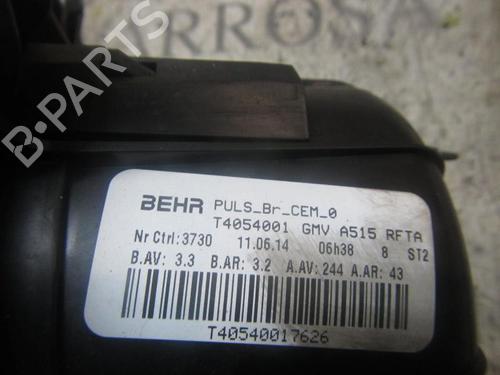 ARROSA
B-PARTS
BEHR PULS_Br_CEM_0
T4054001 GMV A515 RFTA
Nr Ctrl:3730 11.06.14 06h38 8 ST2
B.AV: 3.3 B.AR: 3.2 A.AV: 244 A.AR: 43
T40540017626